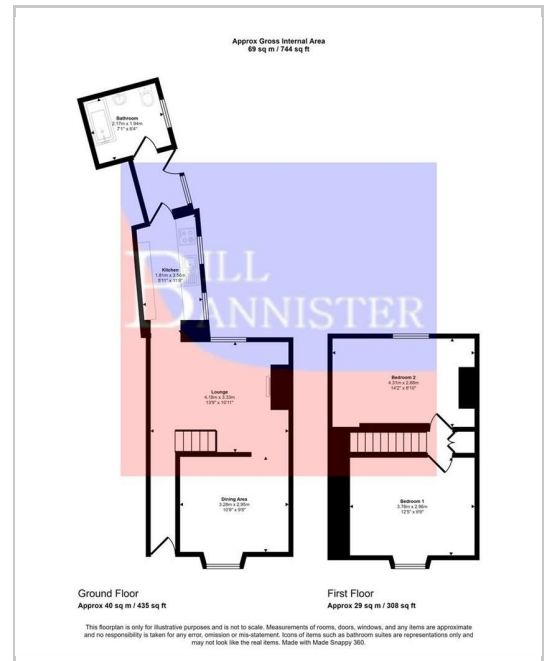 Approx Gross Internal Area
69 sq m / 744 sq ft
Bathroom
2.17m x 1.94m
7'1" x 6'4"
Kitchen
1.81m x 3.56m
5'11" x 11'8"
BILL
BANNISTER
Lounge
4.18m x 3.33m
13'9" x 10'11"
Bedroom 2
4.31m x 2.68m
14'2" x 8'10"
Dining Area
3.26m x 2.95m
10'8" x 9'8"
Bedroom 1
3.78m x 2.96m
12'5" x 9'9"
Ground Floor
Approx 40 sq m / 435 sq ft
First Floor
Approx 29 sq m / 308 sq ft
This floorplan is only for illustrative purposes and is not to scale. Measurements of rooms, doors, windows, and any items are approximate
and no responsibility is taken for any error, omission or mis-statement. Icons of items such as bathroom suites are representations only and
may not look like the real items. Made with Made Snappy 360.